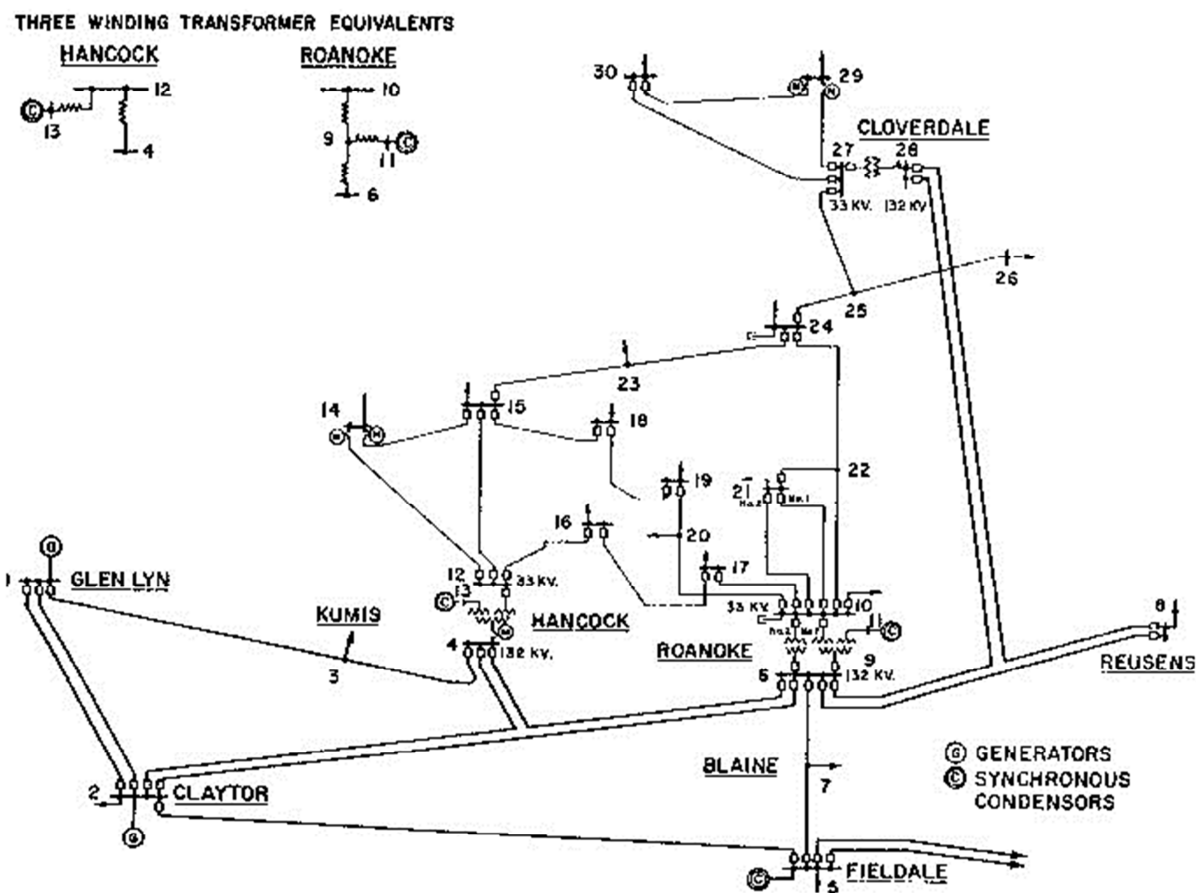 THREE WINDING TRANSFORMER EQUIVALENTS
HANCOCK
ROANOKE
12
C
13
4
10
9
C
11
6
30
29
M
M
CLOVERDALE
27
28
33 KV.
132 KV
26
25
24
23
15
14
M
M
18
22
19
21
No.2
No.1
16
20
17
G
GLEN LYN
12
33 KV.
13
C
HANCOCK
M
KUMIS
4
132 KV.
3
33 KV.
10
No.2
11
C
ROANOKE
9
6
132 KV.
8
REUSENS
BLAINE
7
G GENERATORS
C SYNCHRONOUS
CONDENSORS
2
CLAYTOR
G
C
5
FIELDALE